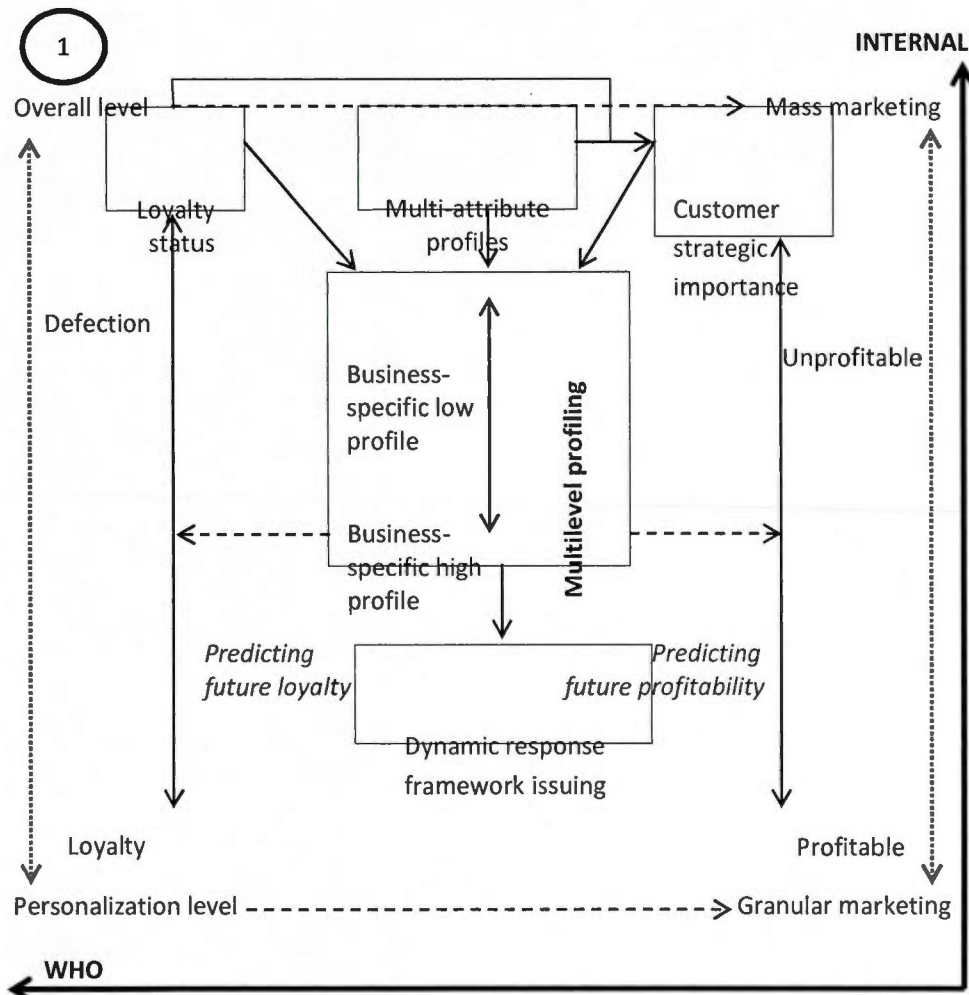 1
INTERNAL
Overall level
Mass marketing
Loyalty
status
Multi-attribute
profiles
Customer
strategic
importance
Defection
Unprofitable
Business-
specific low
profile
Multilevel profiling
Business-
specific high
profile
Predicting
future loyalty
Predicting
future profitability
Dynamic response
framework issuing
Loyalty
Profitable
Personalization level
Granular marketing
WHO